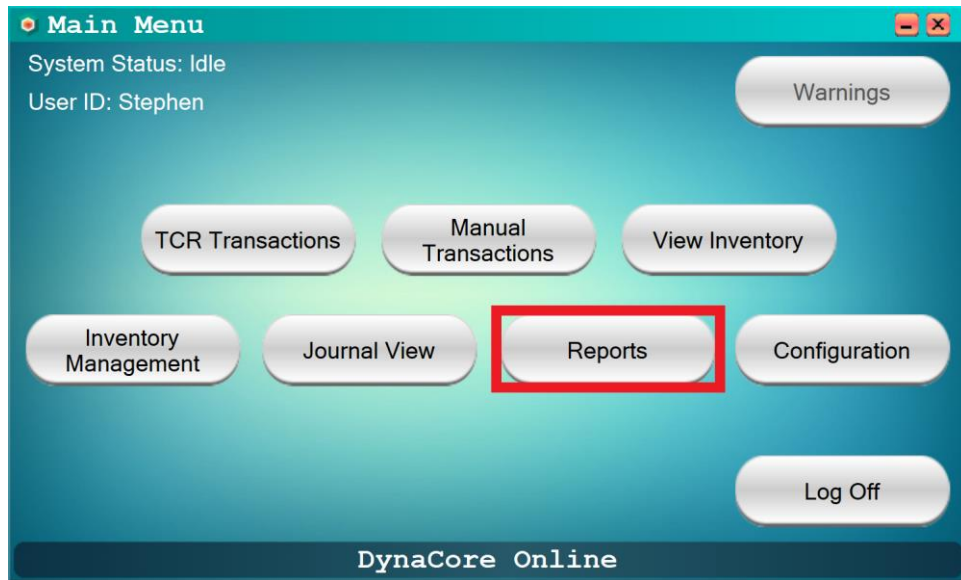 Main Menu
System Status: Idle
User ID: Stephen
Warnings
TCR Transactions
Manual
Transactions
View Inventory
Inventory
Management
Journal View
Reports
Configuration
Log Off
DynaCore Online